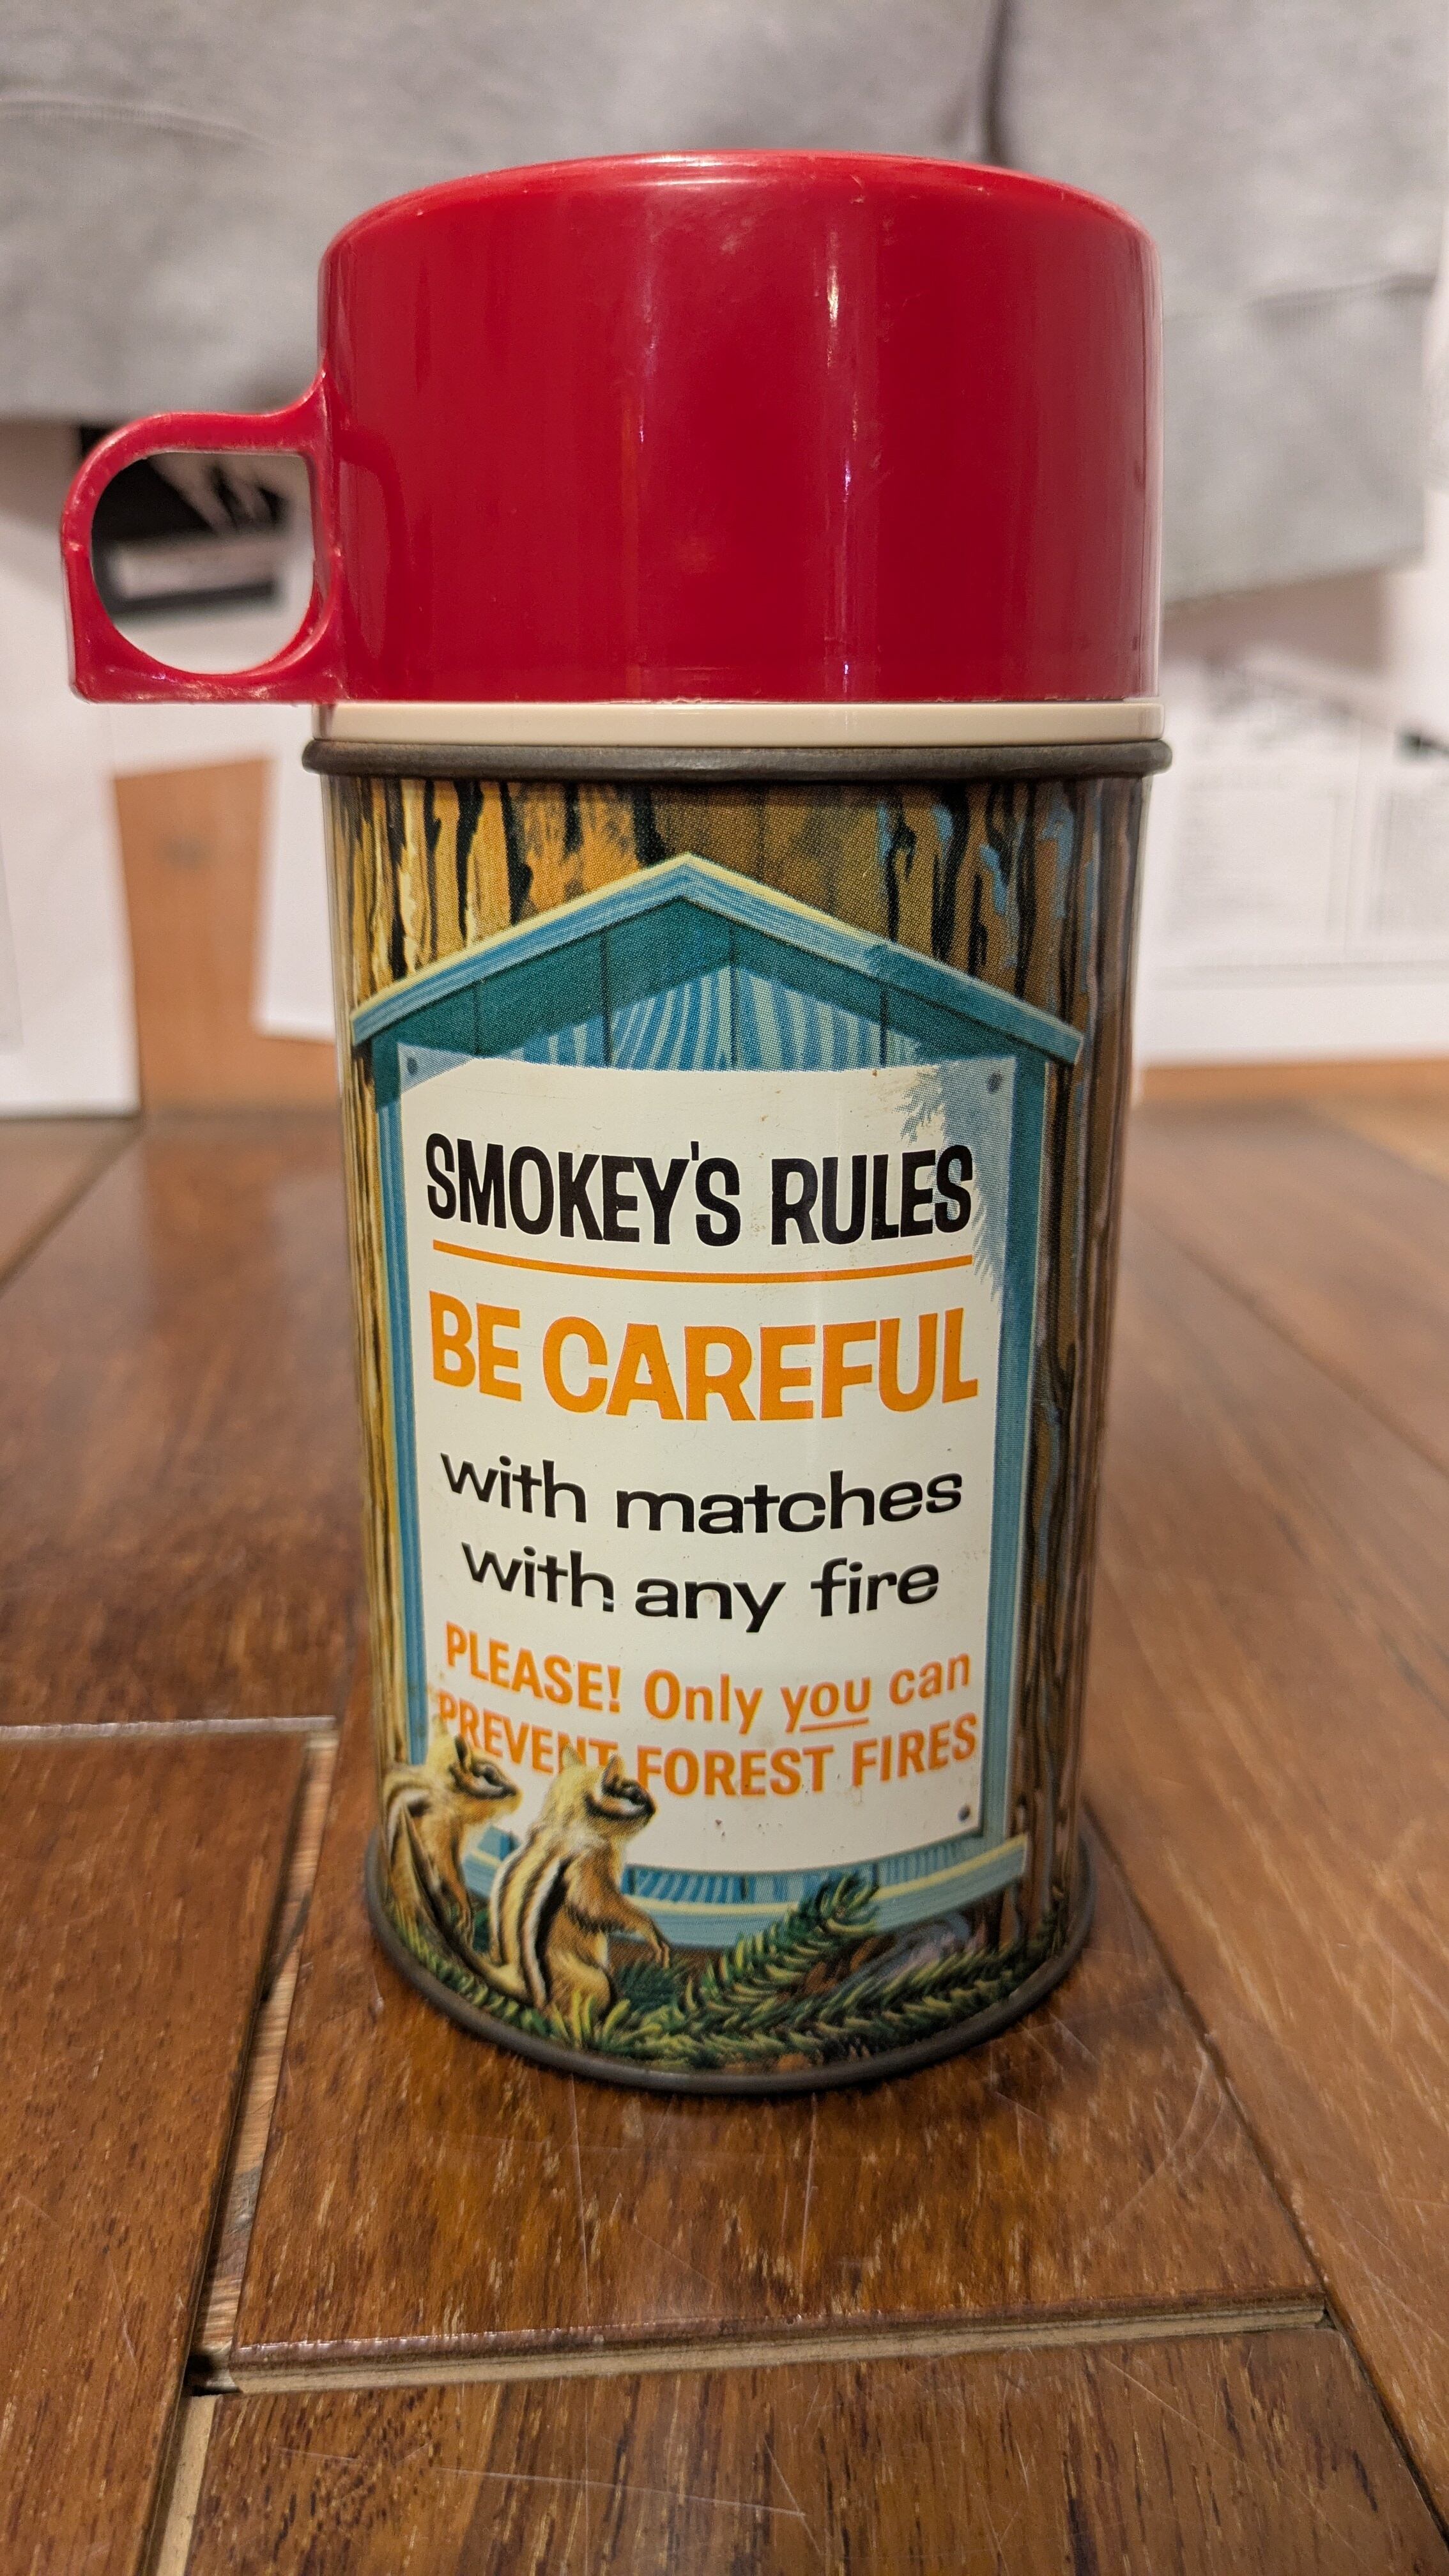 SMOKEY'S RULES
BE CAREFUL
with matches
with any fire
PLEASE! Only you can
PREVENT FOREST FIRES